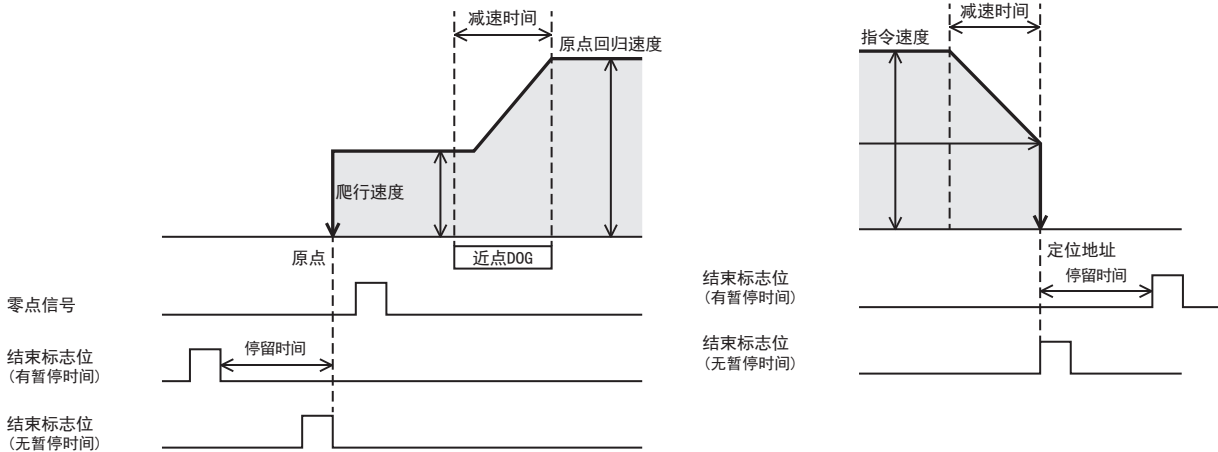 减速时间
原点回归速度
爬行速度
原点
近点DOG
零点信号
结束标志位
(有暂停时间)
停留时间
结束标志位
(无暂停时间)
减速时间
指令速度
定位地址
结束标志位
(有暂停时间)
停留时间
结束标志位
(无暂停时间)